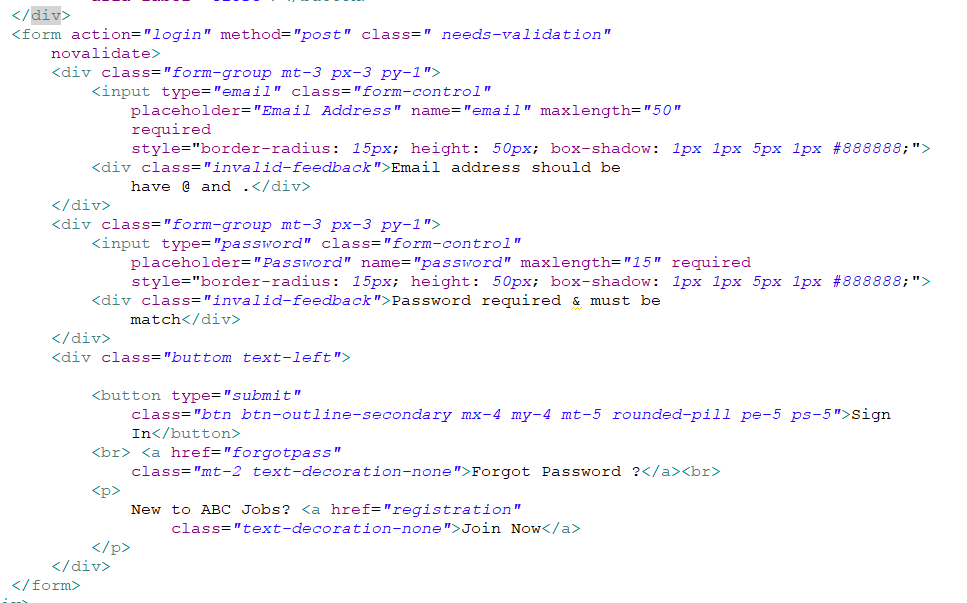 </div>
<form action="login" method="post" class=" needs-validation"
novalidate>
<div class="form-group mt-3 px-3 py-1">
<input type="email" class="form-control"
placeholder="Email Address" name="email" maxlength="50"
required
style="border-radius: 15px; height: 50px; box-shadow: 1px 1px 5px 1px #888888;">
<div class="invalid-feedback">Email address should be
have @ and .</div>
</div>
<div class="form-group mt-3 px-3 py-1">
<input type="password" class="form-control"
placeholder="Password" name="password" maxlength="15" required
style="border-radius: 15px; height: 50px; box-shadow: 1px 1px 5px 1px #888888;">
<div class="invalid-feedback">Password required & must be
match</div>
</div>
<div class="buttom text-left">
<button type="submit"
class="btn btn-outline-secondary mx-4 my-4 mt-5 rounded-pill pe-5 ps-5">Sign
In</button>
<br> <a href="forgotpass"
class="mt-2 text-decoration-none">Forgot Password ?</a><br>
<p>
New to ABC Jobs? <a href="registration"
class="text-decoration-none">Join Now</a>
</p>
</div>
</form>